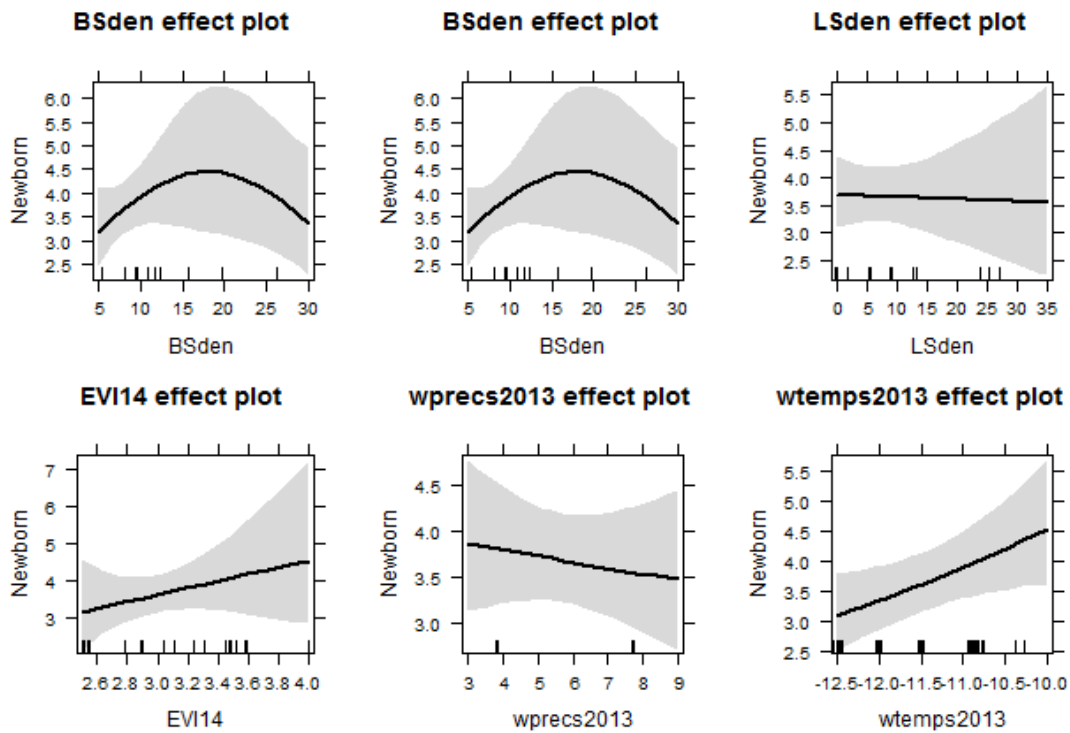 BSden effect plot
BSden effect plot
LSden effect plot
Newborn
6.0
5.5
5.0
4.5
4.0
3.5
3.0
2.5
5 10 15 20 25 30
BSden
Newborn
6.0
5.5
5.0
4.5
4.0
3.5
3.0
2.5
5 10 15 20 25 30
BSden
Newborn
5.5
5.0
4.5
4.0
3.5
3.0
2.5
0 5 10 15 20 25 30 35
LSden
EVI14 effect plot
wprecs2013 effect plot
wtemps2013 effect plot
Newborn
7
6
5
4
3
2.6 2.8 3.0 3.2 3.4 3.6 3.8 4.0
EVI14
Newborn
4.5
4.0
3.5
3.0
3 4 5 6 7 8 9
wprecs2013
Newborn
5.5
5.0
4.5
4.0
3.5
3.0
2.5
-12.5 -12.0 -11.5 -11.0 -10.5 -10.0
wtemps2013